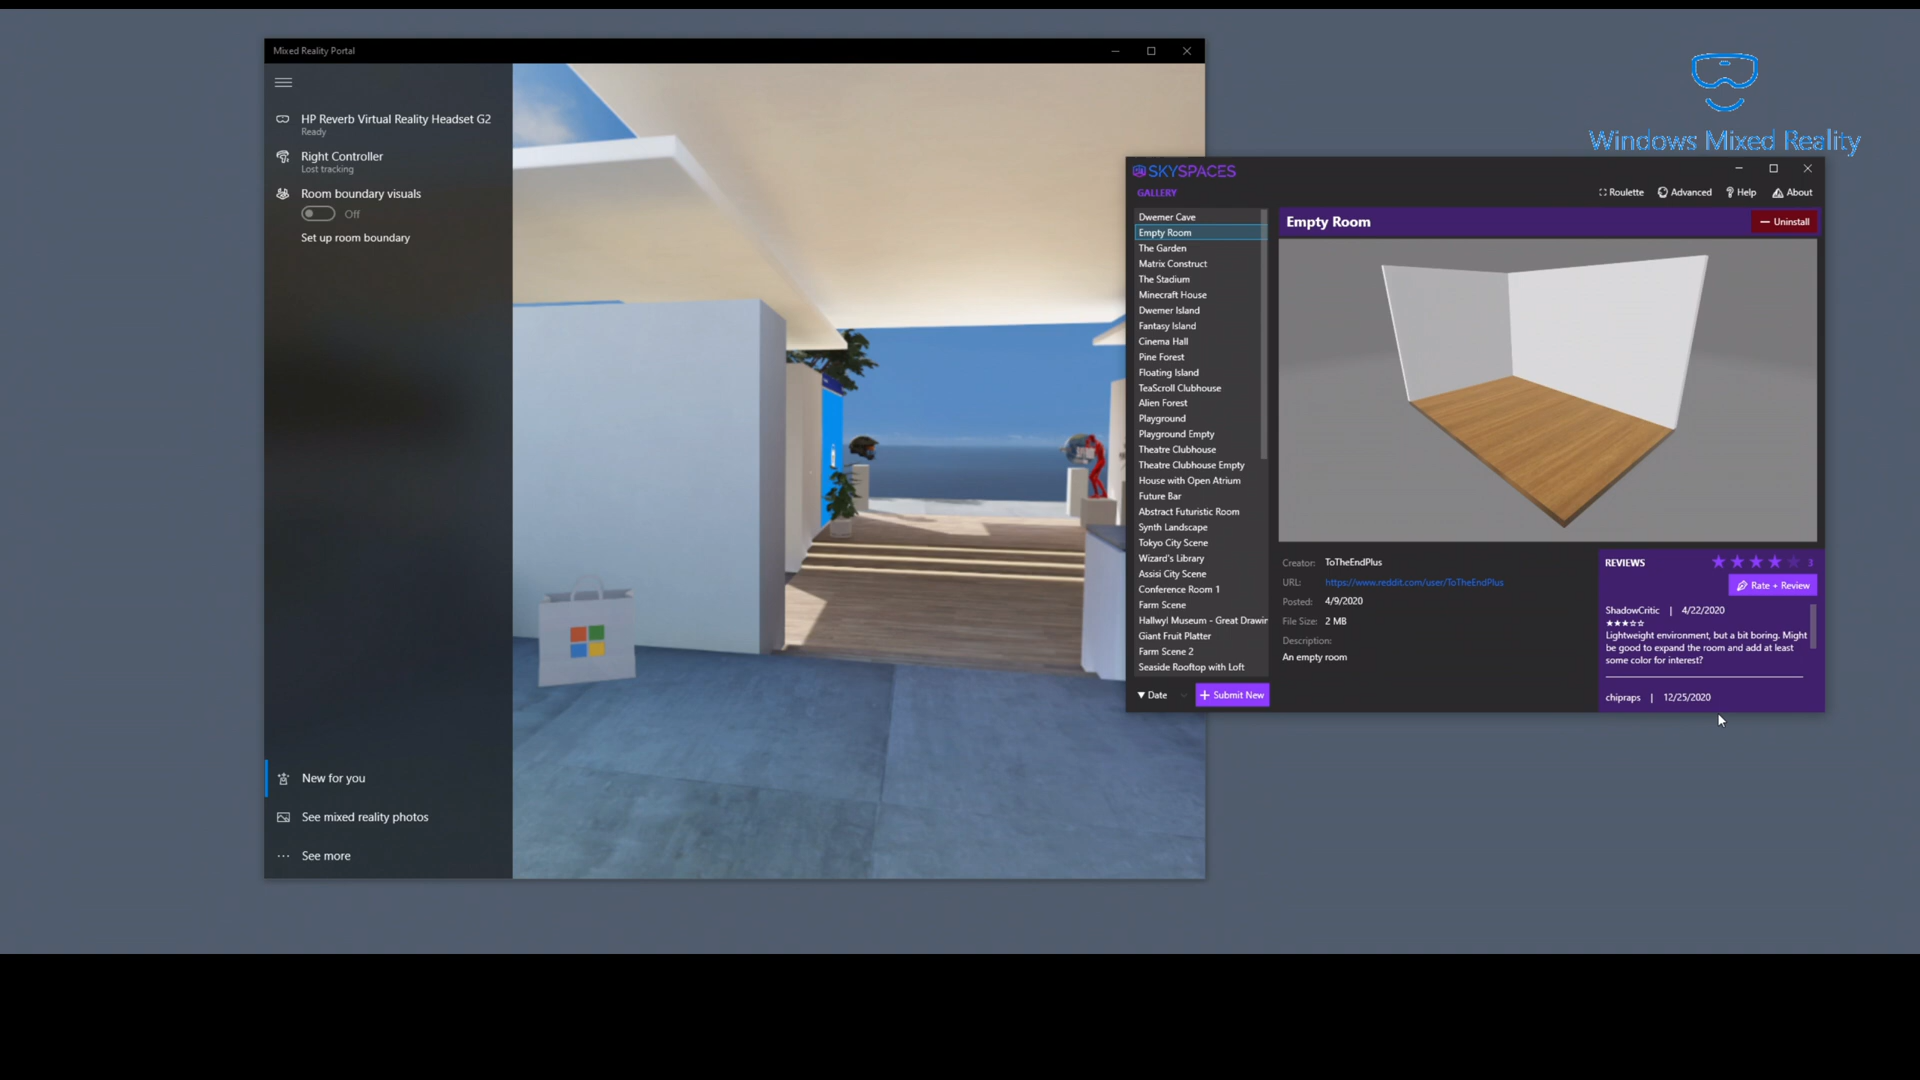 Mixed Reality Portal
HP Reverb Virtual Reality Headset G2
Ready
Right Controller
Lost tracking
Room boundary visuals
Off
Set up room boundary
New for you
See mixed reality photos
See more
Windows Mixed Reality
SKYSPACES
GALLERY
Roulette
Advanced
Help
About
Dwemer Cave
Empty Room
The Garden
Matrix Construct
The Stadium
Minecraft House
Dwemer Island
Fantasy Island
Cinema Hall
Pine Forest
Floating Island
TeaScroll Clubhouse
Alien Forest
Playground
Playground Empty
Theatre Clubhouse
Theatre Clubhouse Empty
House with Open Atrium
Future Bar
Abstract Futuristic Room
Synth Landscape
Tokyo City Scene
Wizard's Library
Assisi City Scene
Conference Room 1
Farm Scene
Hallwyl Museum - Great Drawin
Giant Fruit Platter
Farm Scene 2
Seaside Rooftop with Loft
▼ Date
+ Submit New
Empty Room
— Uninstall
Creator: ToTheEndPlus
URL: https://www.reddit.com/user/ToTheEndPlus
Posted: 4/9/2020
File Size: 2 MB
Description:
An empty room
REVIEWS ★★★★★ 3
Rate + Review
ShadowCritic | 4/22/2020
★★★☆☆
Lightweight environment, but a bit boring. Might
be good to expand the room and add at least
some color for interest?
chipraps | 12/25/2020